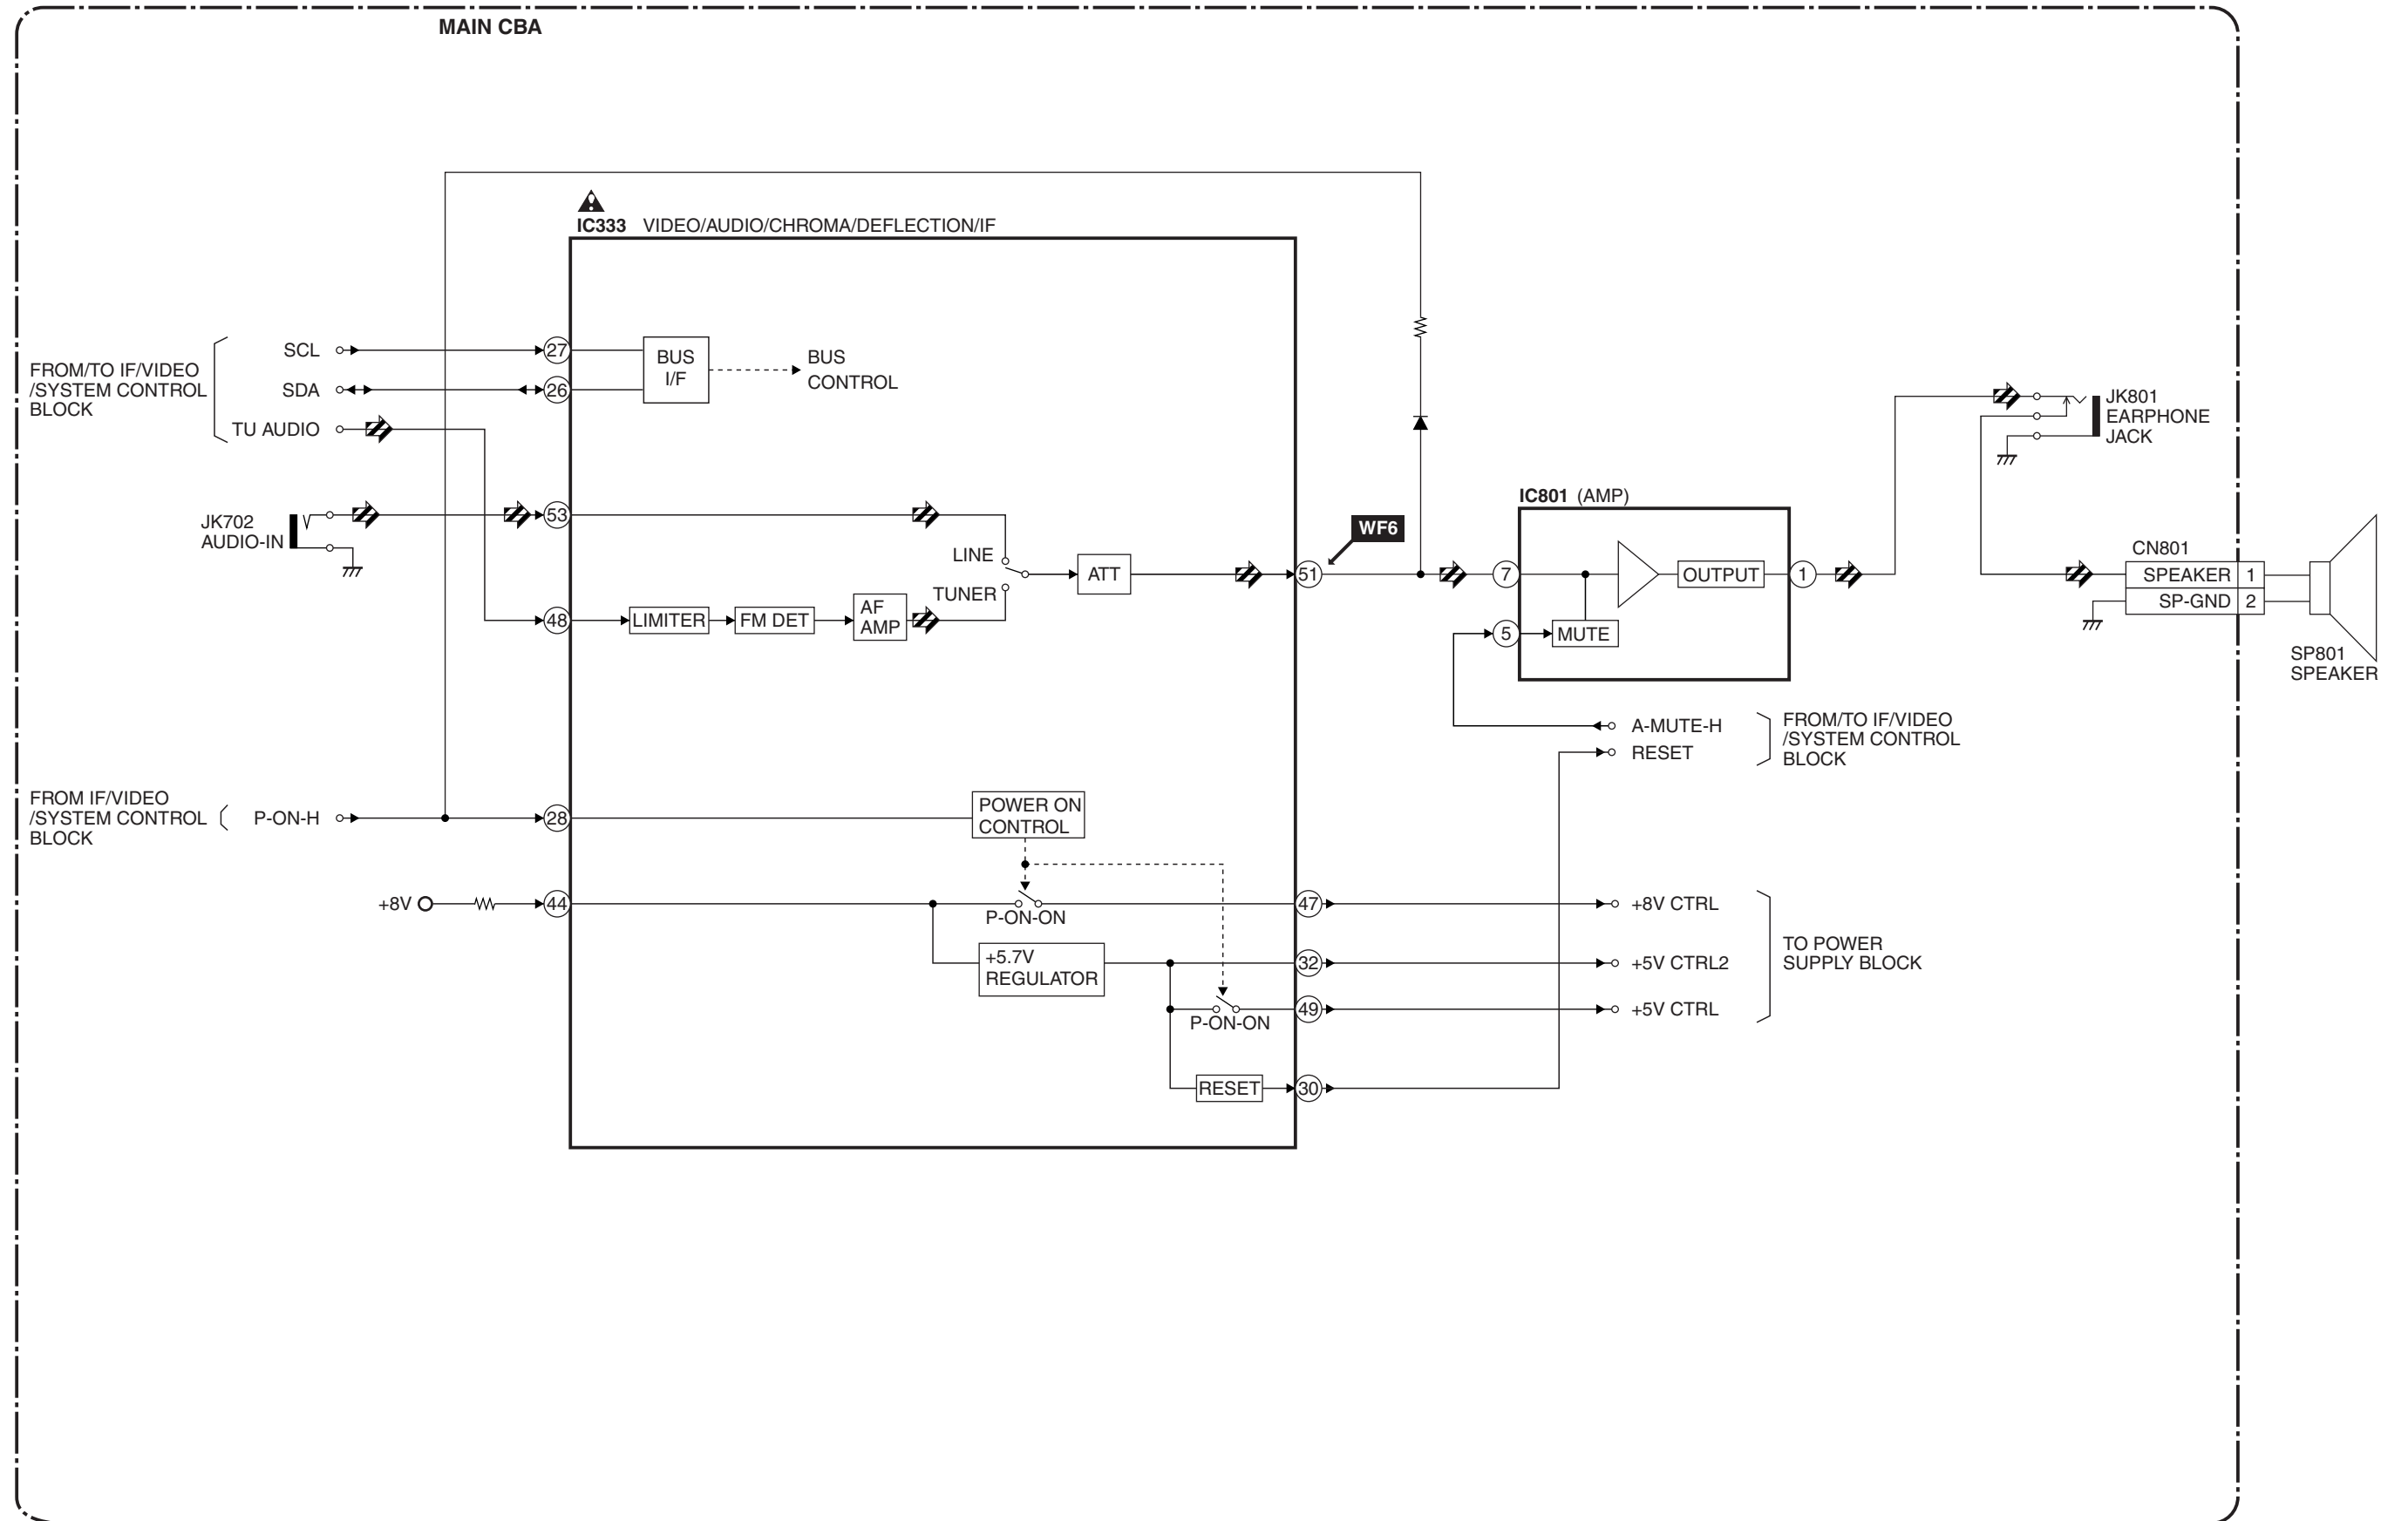 MAIN CBA
IC333 VIDEO/AUDIO/CHROMA/DEFLECTION/IF
FROM/TO IF/VIDEO
/SYSTEM CONTROL
BLOCK
SCL
SDA
TU AUDIO
27
26
BUS
I/F
BUS
CONTROL
JK702
AUDIO-IN
53
48
LIMITER
FM DET
AF
AMP
LINE
TUNER
ATT
51
WF6
IC801 (AMP)
7
5
MUTE
OUTPUT
1
JK801
EARPHONE
JACK
CN801
SPEAKER 1
SP-GND 2
SP801
SPEAKER
A-MUTE-H
RESET
FROM/TO IF/VIDEO
/SYSTEM CONTROL
BLOCK
FROM IF/VIDEO
/SYSTEM CONTROL
BLOCK
P-ON-H
28
POWER ON
CONTROL
+8V
44
P-ON-ON
47
+8V CTRL
+5.7V
REGULATOR
32
+5V CTRL2
P-ON-ON
49
+5V CTRL
TO POWER
SUPPLY BLOCK
RESET
30